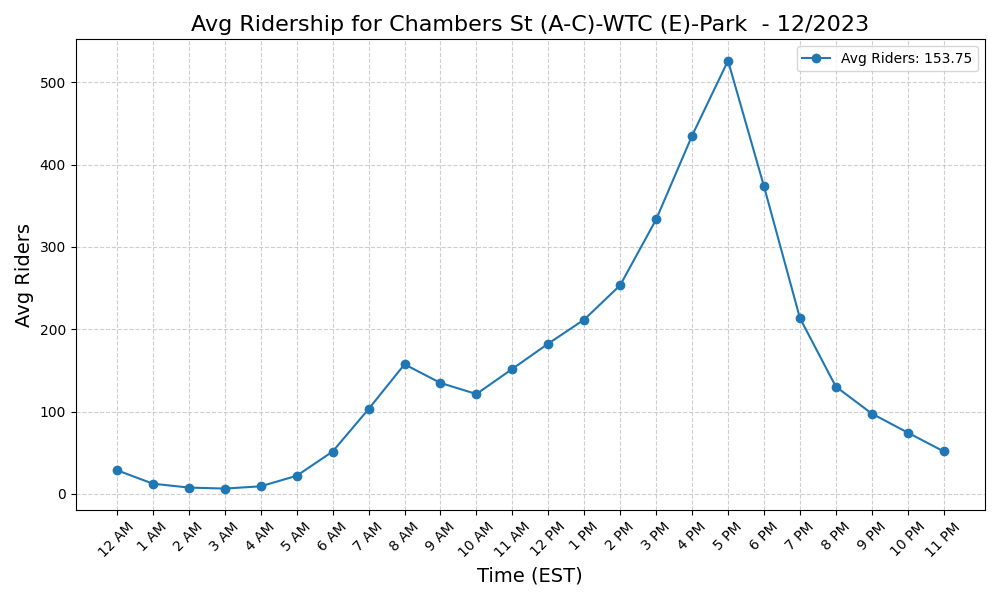 Avg Ridership for Chambers St (A-C)-WTC (E)-Park  - 12/2023
Avg Riders: 153.75
Avg Riders
500
400
300
200
100
0
12 AM
1 AM
2 AM
3 AM
4 AM
5 AM
6 AM
7 AM
8 AM
9 AM
10 AM
11 AM
12 PM
1 PM
2 PM
3 PM
4 PM
5 PM
6 PM
7 PM
8 PM
9 PM
10 PM
11 PM
Time (EST)